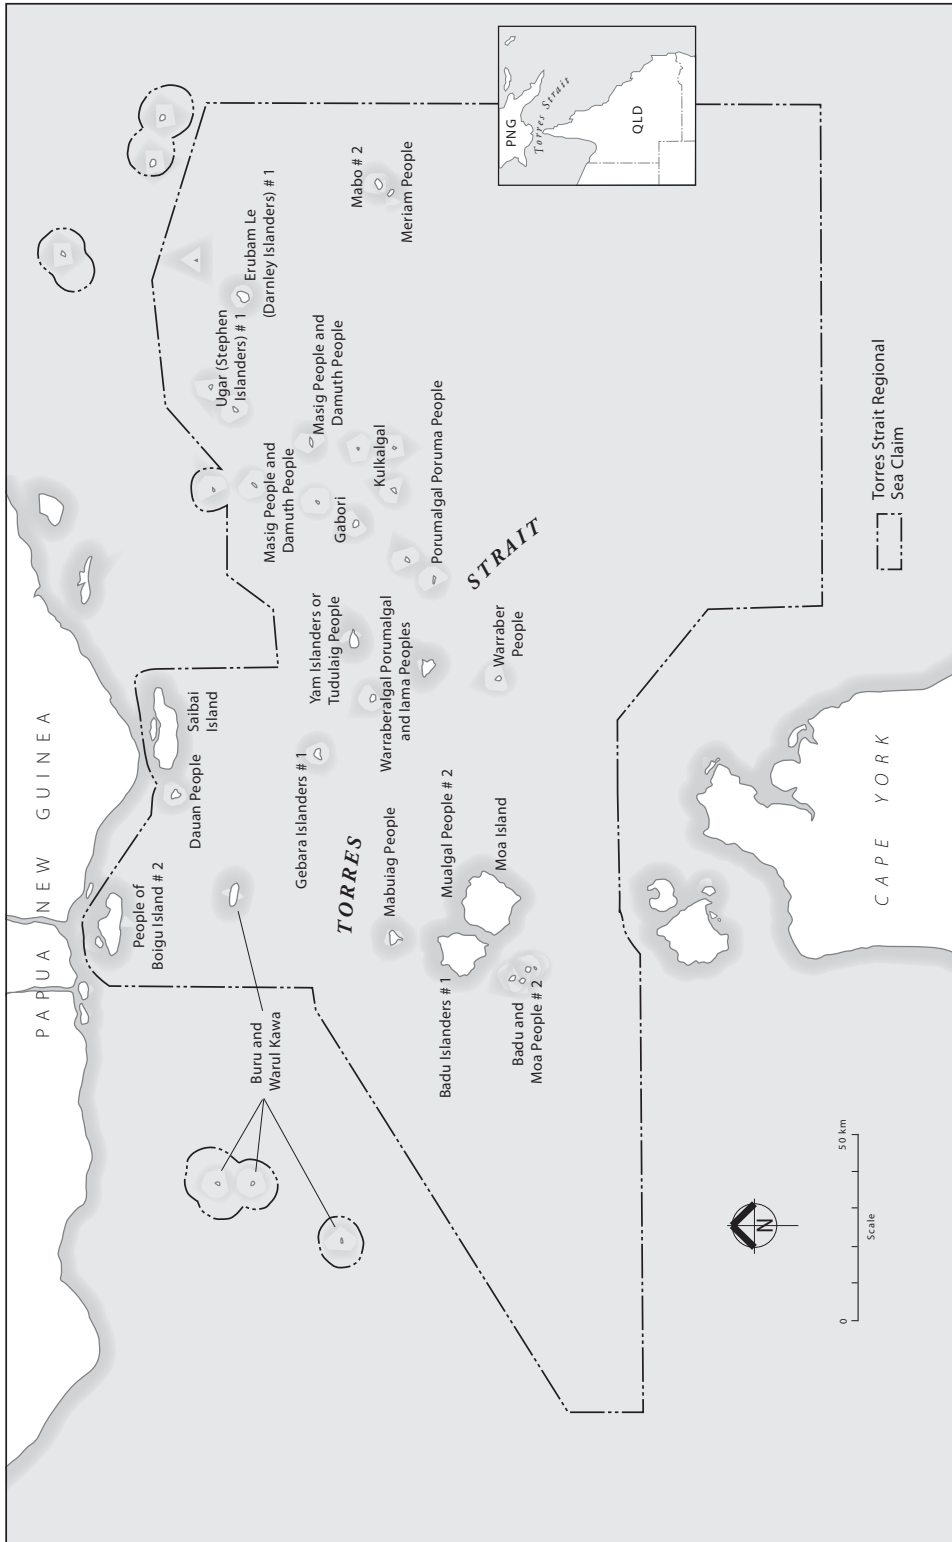 PAPUA NEW GUINEA
People of
Boigu Island # 2
Dauan People
Saibai
Island
Buru and
Warul Kawa
Gebara Islanders # 1
Yam Islanders or
Tudulaig People
Masig People and
Damuth People
Ugar (Stephen
Islanders) # 1
Erubam Le
(Darnley Islanders) # 1
Masig People and
Damuth People
Gabori
Kulkalgal
Mabo # 2
Meriam People
TORRES
Mabuiag People
Warraberalgal Porumalgal
and Iama Peoples
Porumalgal Poruma People
STRAIT
Badu Islanders # 1
Mualgal People # 2
Moa Island
Badu and
Moa People # 2
Warraber
People
PNG
Torres Strait
QLD
N
0
50 km
Scale
CAPE YORK
Torres Strait Regional
Sea Claim